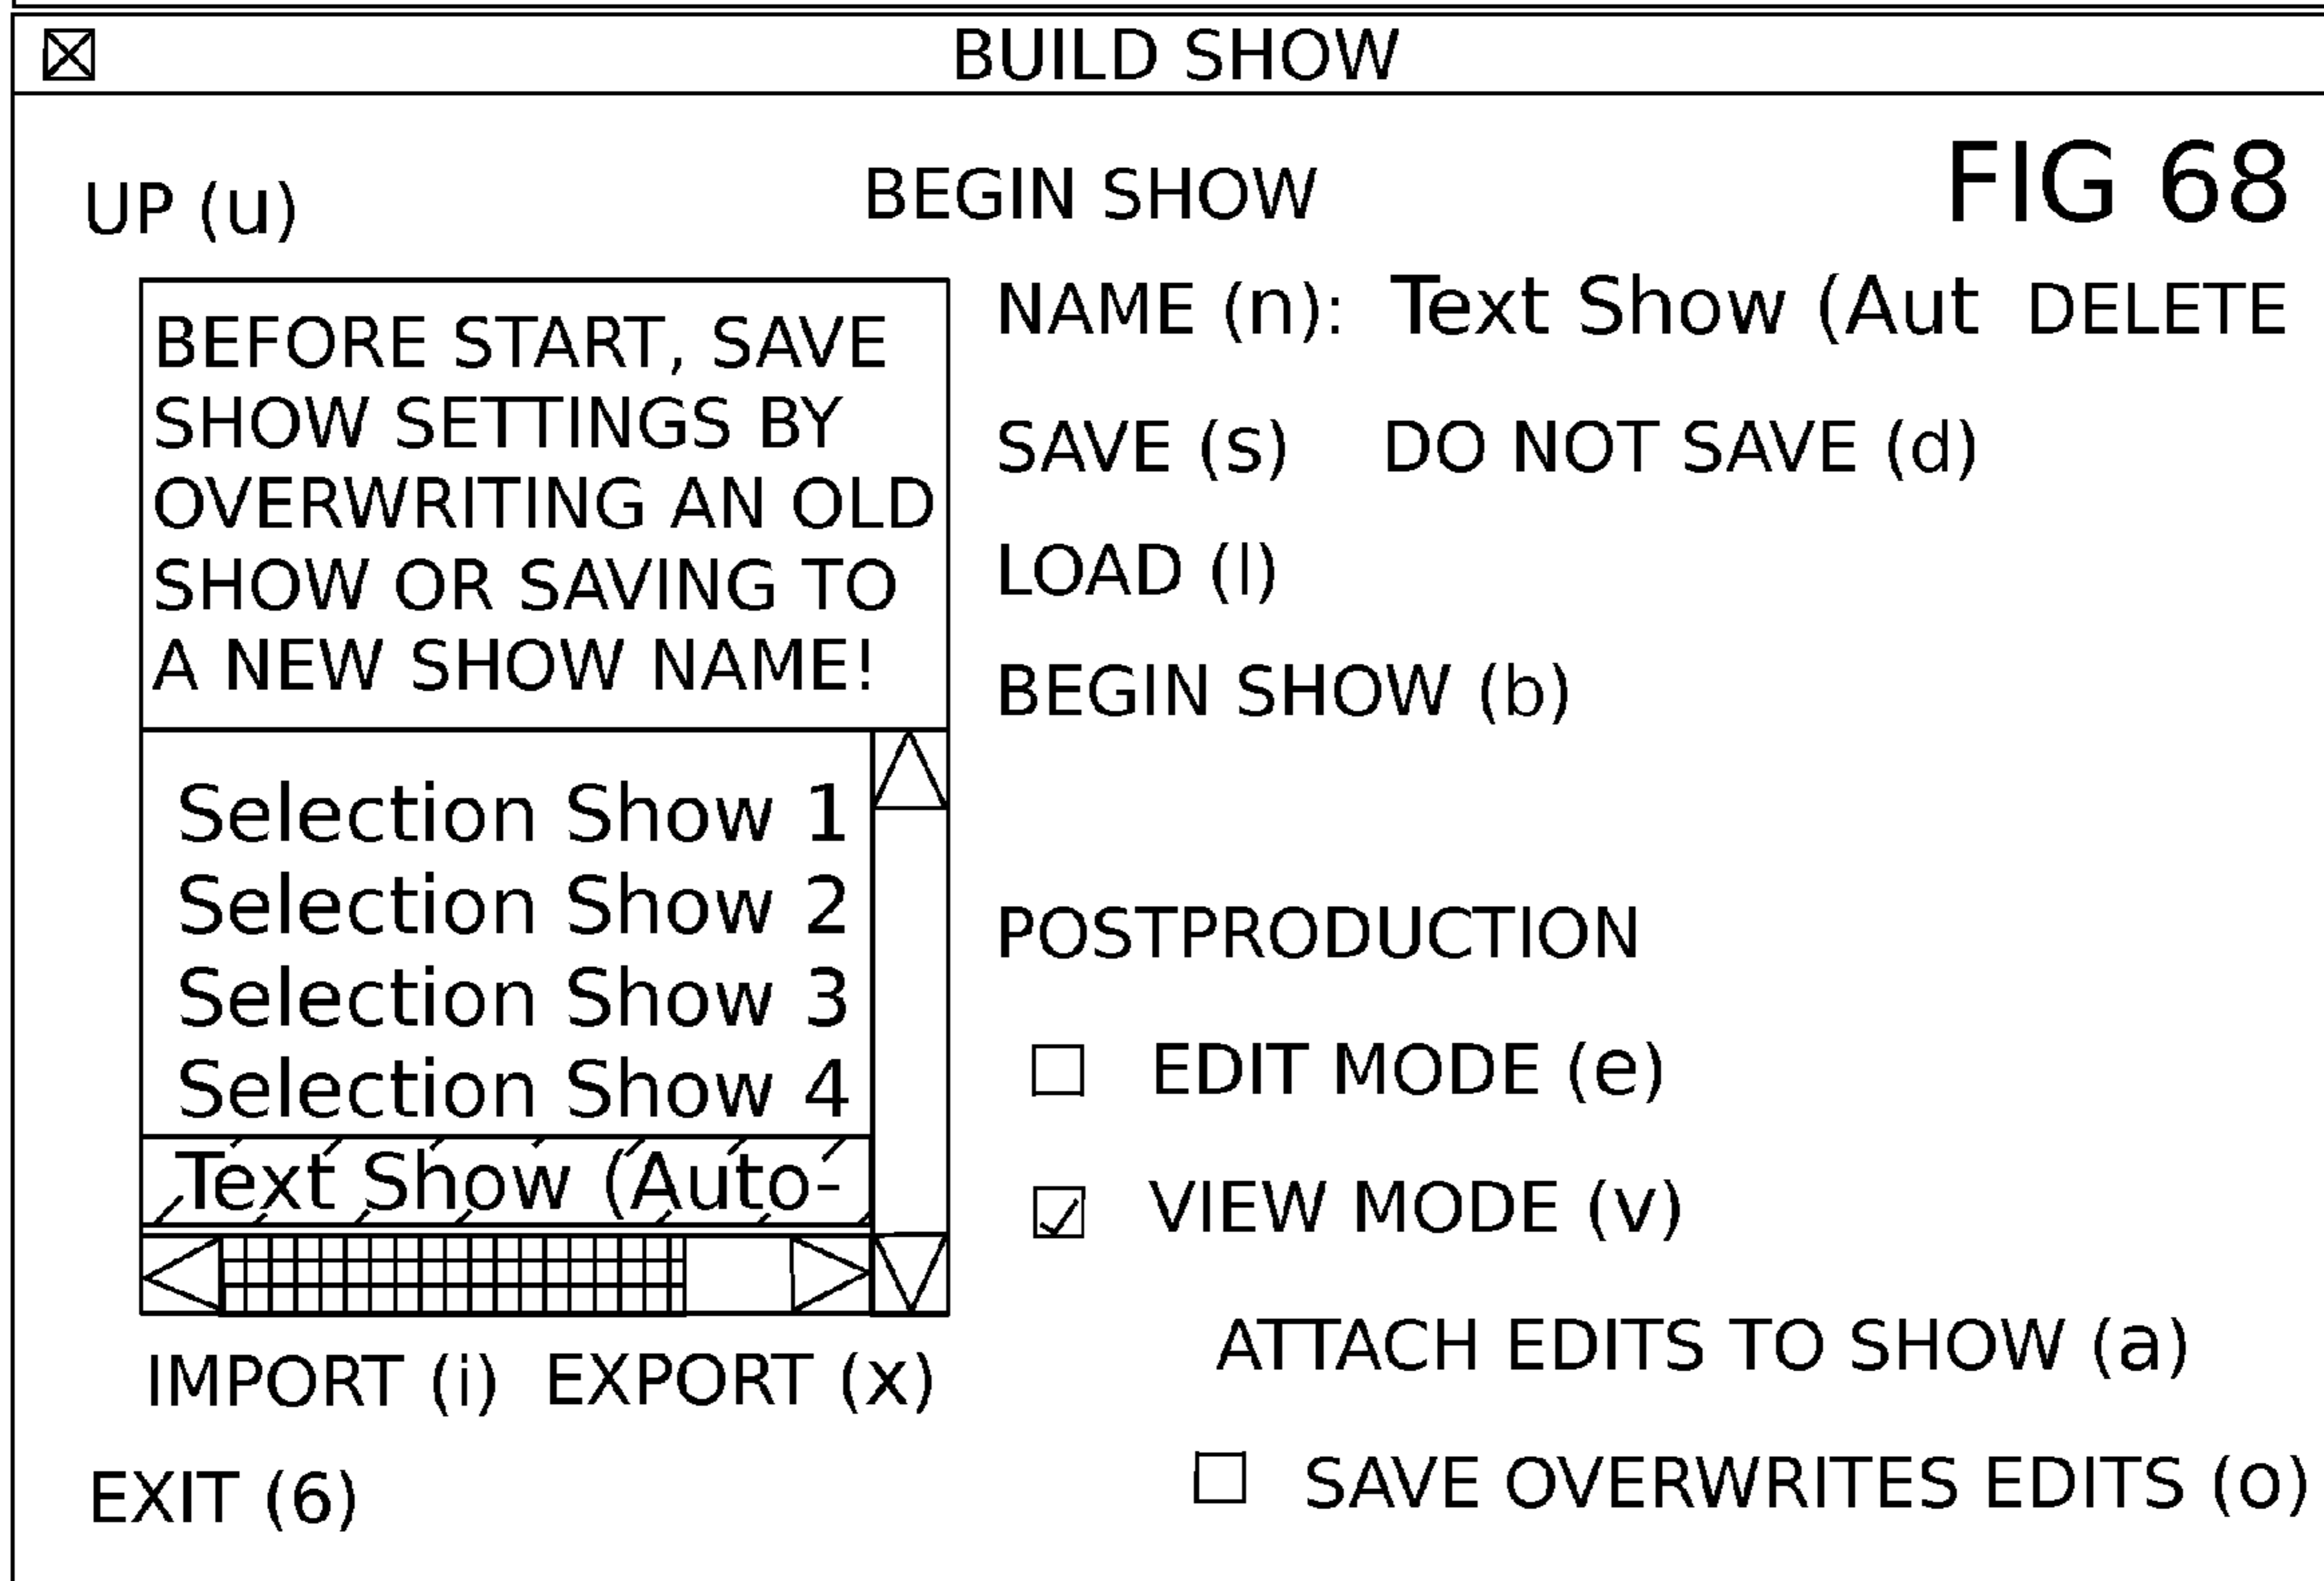 BUILD SHOW
FIG 68
UP (u)
BEGIN SHOW
BEFORE START, SAVE
SHOW SETTINGS BY
OVERWRITING AN OLD
SHOW OR SAVING TO
A NEW SHOW NAME!
Selection Show 1
Selection Show 2
Selection Show 3
Selection Show 4
Text Show (Auto-
IMPORT (i) EXPORT (x)
EXIT (6)
NAME (n): Text Show (Aut DELETE
SAVE (s) DO NOT SAVE (d)
LOAD (l)
BEGIN SHOW (b)
POSTPRODUCTION
EDIT MODE (e)
VIEW MODE (v)
ATTACH EDITS TO SHOW (a)
SAVE OVERWRITES EDITS (o)